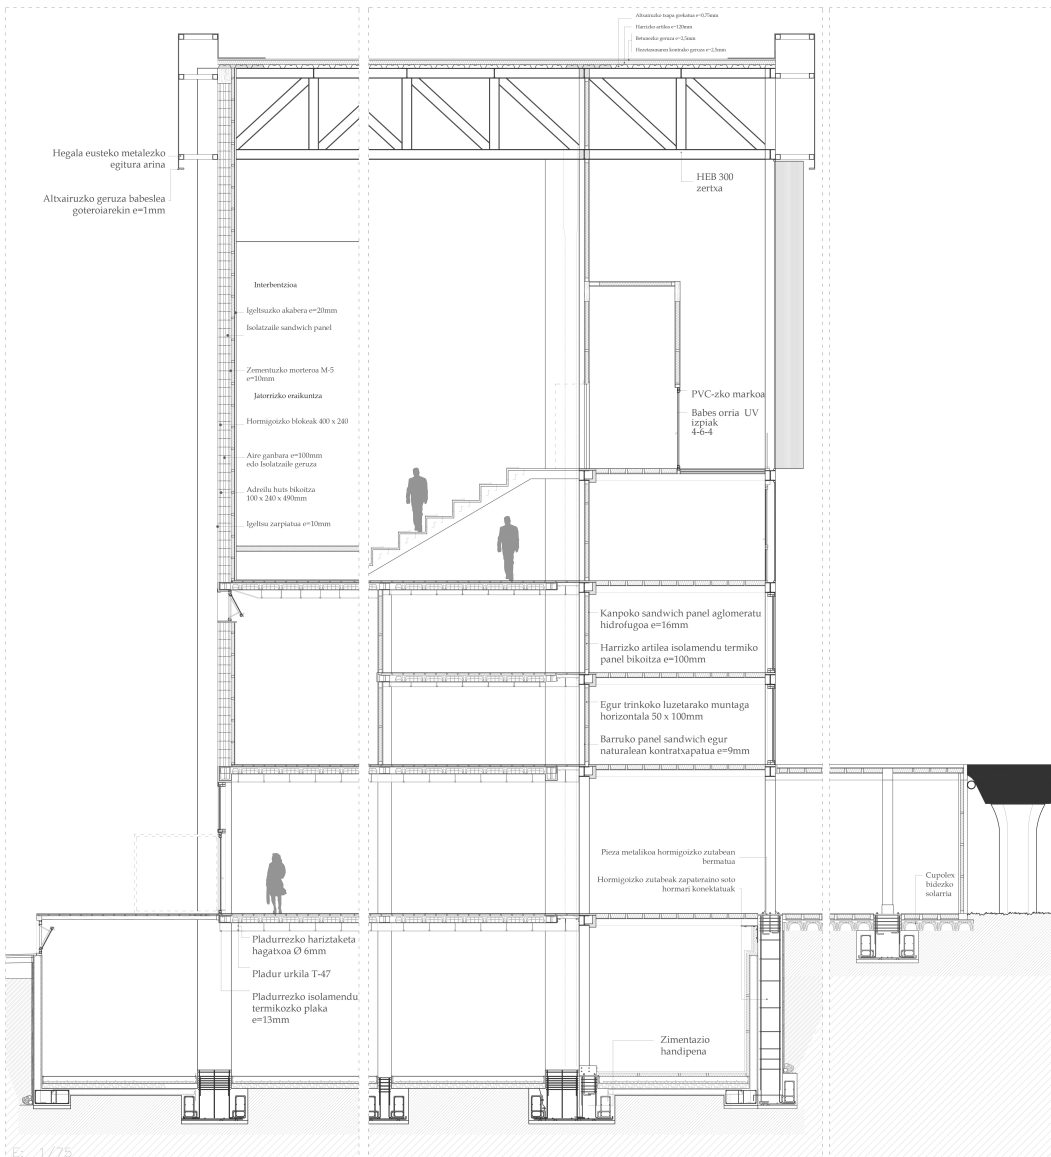 Altzairuzko txapa grekatua e=0,75mm
Harrizko artilea e=120mm
Betunezko geruza e=2,5mm
Hezetasunaren kontrako geruza e=2,5mm
Hegala eusteko metalezko
egitura arina
Altxairuzko geruza babeslea
goteroiarekin e=1mm
HEB 300
zertxa
Interbentzioa
Igeltsuzko akabera e=20mm
Isolatzaile sandwich panel
Zementuzko morteroa M-5
e=10mm
Jatorrizko eraikuntza
Hormigoizko blokeak 400 x 240
Aire ganbara e=100mm
edo Isolatzaile geruza
Adreilu huts bikoitza
100 x 240 x 490mm
Igeltsu zarpiatua e=10mm
PVC-zko markoa
Babes orria UV
izpiak
4-6-4
Kanpoko sandwich panel aglomeratu
hidrofugoa e=16mm
Harrizko artilea isolamendu termiko
panel bikoitza e=100mm
Egur trinkoko luzetarako muntaga
horizontala 50 x 100mm
Barruko panel sandwich egur
naturalean kontratxapatua e=9mm
Pieza metalikoa hormigoizko zutabean
bermatua
Hormigoizko zutabeak zapateraino soto
hormari konektatuak
Cupolex
bidezko
solarria
Pladurrezko hariztaketa
hagatxoa Ø 6mm
Pladur urkila T-47
Pladurrezko isolamendu
termikozko plaka
e=13mm
Zimentazio
handipena
E: 1/75